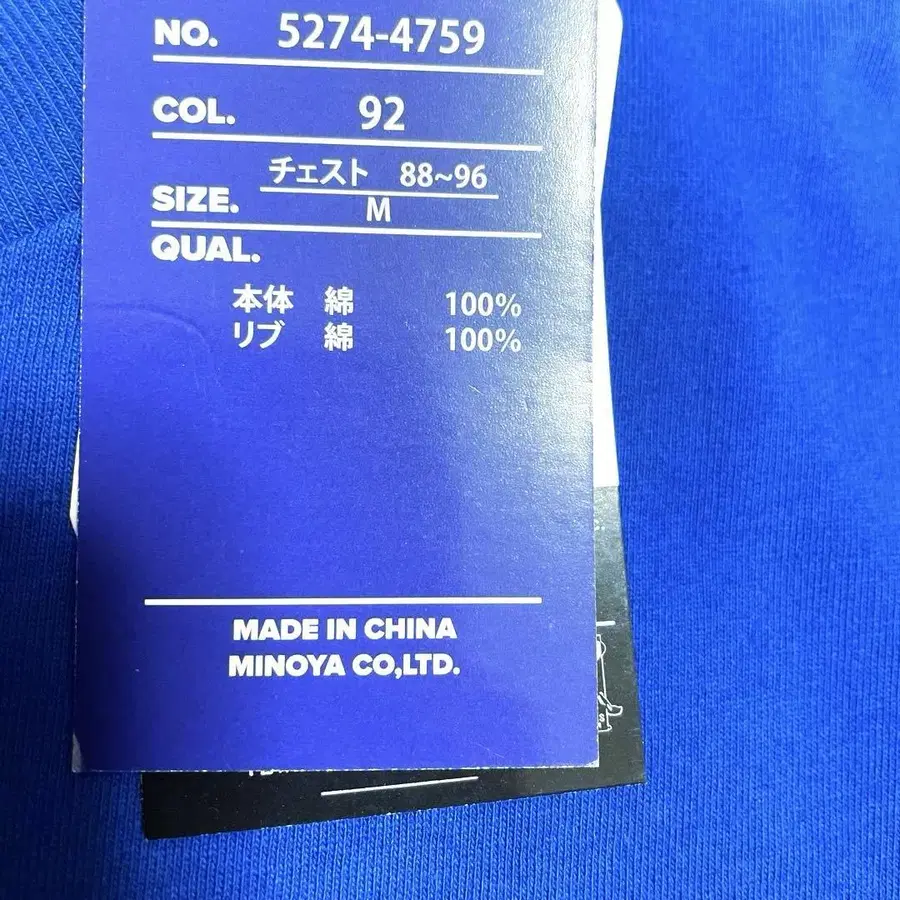 NO. 5274-4759
COL. 92
チェスト 88~96
SIZE. M
QUAL.
本体 綿 100%
リブ 綿 100%
MADE IN CHINA
MINOYA CO,LTD.